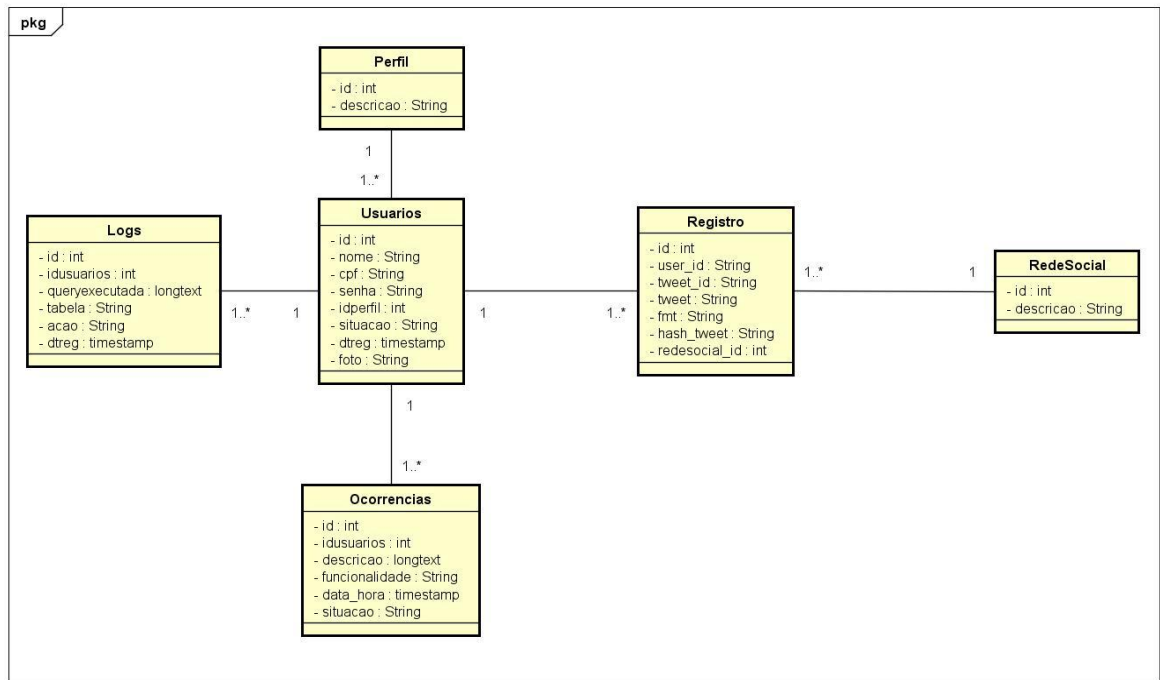 pkg
Perfil
- id : int
- descricao : String
1
1..*
Logs
- id : int
- idusuarios : int
- queryexecutada : longtext
- tabela : String
- acao : String
- dtreg : timestamp
1..*
1
Usuarios
- id : int
- nome : String
- cpf : String
- senha : String
- idperfil : int
- situacao : String
- dtreg : timestamp
- foto : String
1
1..*
Registro
- id : int
- user_id : String
- tweet_id : String
- tweet : String
- fmt : String
- hash_tweet : String
- redesocial_id : int
1..*
1
RedeSocial
- id : int
- descricao : String
1
1..*
Ocorrencias
- id : int
- idusuarios : int
- descricao : longtext
- funcionalidade : String
- data_hora : timestamp
- situacao : String